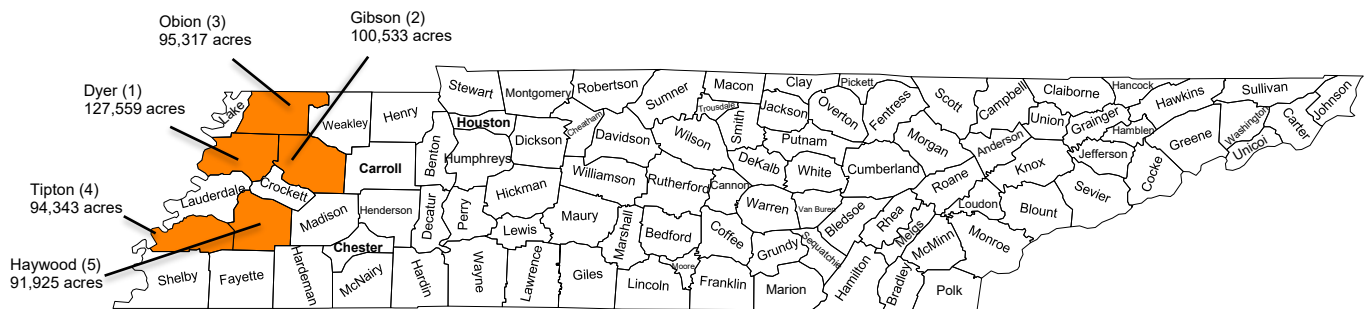 Obion (3)
95,317 acres
Gibson (2)
100,533 acres
Dyer (1)
127,559 acres
Tipton (4)
94,343 acres
Haywood (5)
91,925 acres
Lake
Weakley
Henry
Stewart
Montgomery
Robertson
Sumner
Macon
Clay
Pickett
Fentress
Scott
Campbell
Claiborne
Hancock
Hawkins
Sullivan
Johnson
Carter
Washington
Unicoi
Greene
Hamblen
Grainger
Union
Anderson
Morgan
Overton
Jackson
Trousdale
Smith
Putnam
Wilson
Davidson
Cheatham
Dickson
Houston
Humphreys
Benton
Carroll
Crockett
Lauderdale
Madison
Henderson
Decatur
Perry
Hickman
Williamson
Rutherford
Cannon
DeKalb
White
Cumberland
Roane
Knox
Jefferson
Cocke
Sevier
Blount
Loudon
Monroe
McMinn
Meigs
Rhea
Bledsoe
Van Buren
Warren
Coffee
Bedford
Marshall
Maury
Lewis
Chester
Shelby
Fayette
Hardeman
McNairy
Hardin
Wayne
Lawrence
Giles
Lincoln
Moore
Franklin
Grundy
Sequatchie
Marion
Hamilton
Bradley
Polk